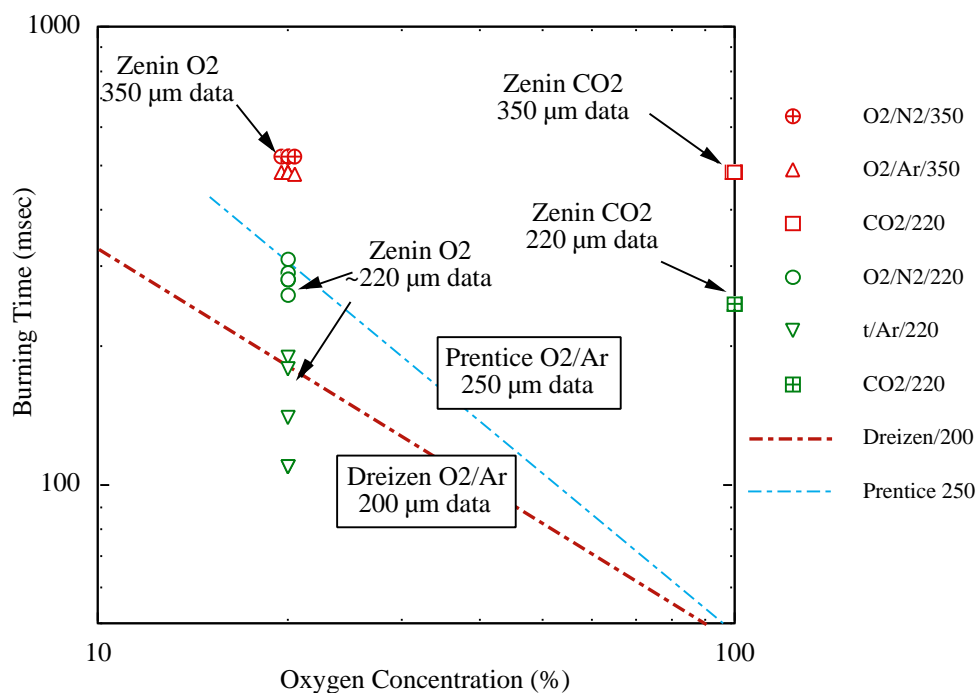 1000
Zenin O2
350 µm data
Zenin CO2
350 µm data
O2/N2/350
O2/Ar/350
CO2/220
Zenin CO2
220 µm data
O2/N2/220
Zenin O2
~220 µm data
t/Ar/220
Prentice O2/Ar
250 µm data
CO2/220
Dreizen/200
Dreizen O2/Ar
200 µm data
Prentice 250
100
Burning Time (msec)
10
100
Oxygen Concentration (%)